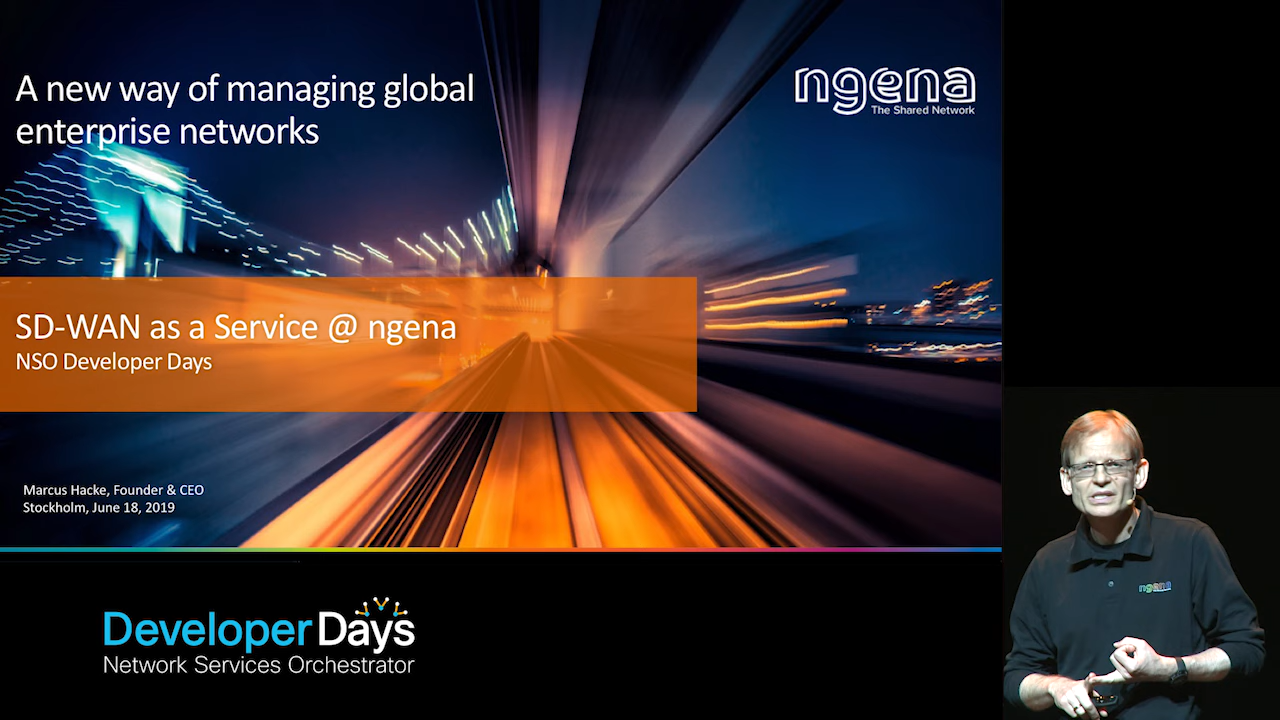 A new way of managing global
enterprise networks
ngena
The Shared Network
SD-WAN as a Service @ ngena
NSO Developer Days
Marcus Hacke, Founder & CEO
Stockholm, June 18, 2019
Developer Days
Network Services Orchestrator
ngena